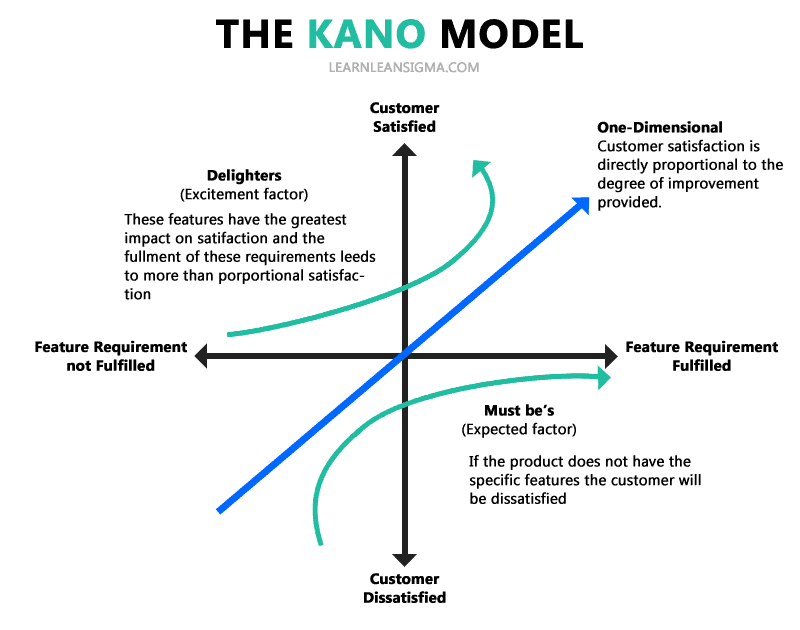 THE KANO MODEL
LEARNLEANSIGMA.COM
Customer
Satisfied
One-Dimensional
Customer satisfaction is
directly proportional to the
degree of improvement
provided.
Delighters
(Excitement factor)
These features have the greatest
impact on satifaction and the
fullment of these requirements leeds
to more than porportional satisfac-
tion
Feature Requirement
not Fulfilled
Feature Requirement
Fulfilled
Must be's
(Expected factor)
If the product does not have the
specific features the customer will
be dissatisfied
Customer
Dissatisfied